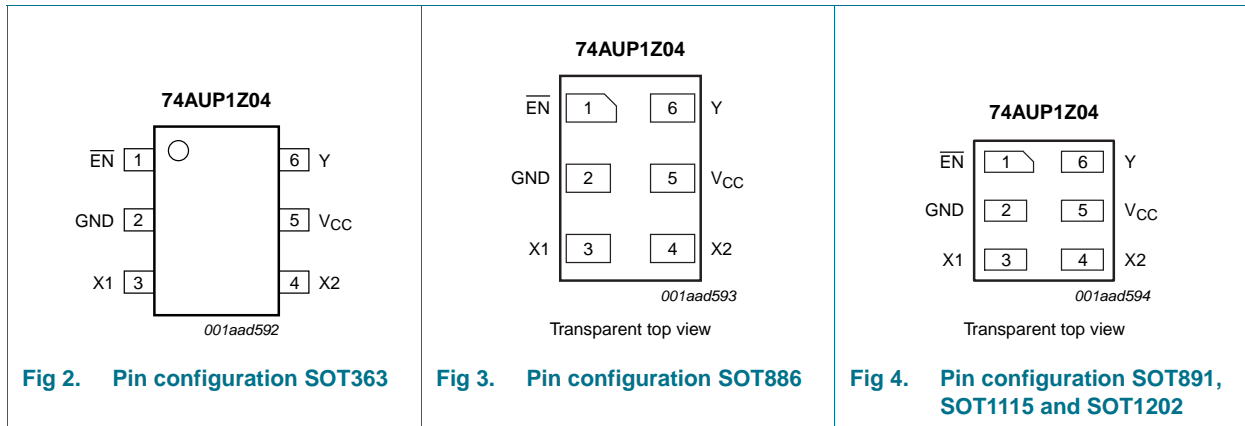 74AUP1Z04
EN 1 6 Y
GND 2 5 VCC
X1 3 4 X2
001aad592
Fig 2. Pin configuration SOT363
74AUP1Z04
EN 1 6 Y
GND 2 5 VCC
X1 3 4 X2
001aad593
Transparent top view
Fig 3. Pin configuration SOT886
74AUP1Z04
EN 1 6 Y
GND 2 5 VCC
X1 3 4 X2
001aad594
Transparent top view
Fig 4. Pin configuration SOT891,
SOT1115 and SOT1202